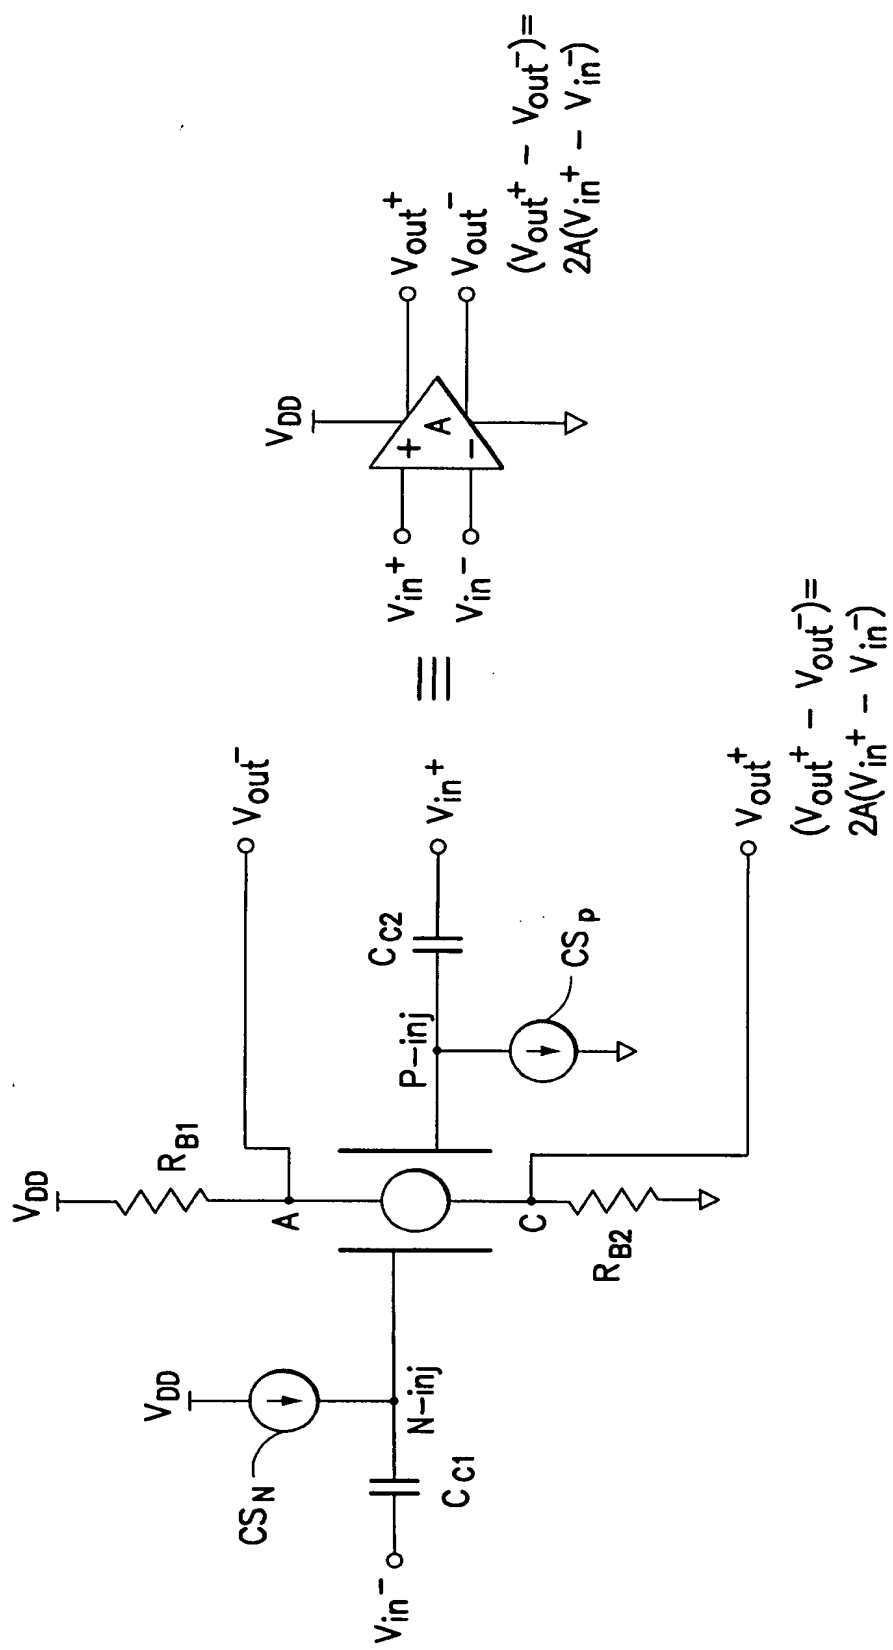 V_DD
R_B1
A
V_out^-
V_DD
CS_N
N-inj
C_C1
V_in^-
P-inj
C_C2
V_in^+
CS_p
C
R_B2
V_out^+
(V_out^+ - V_out^-)=
2A(V_in^+ - V_in^-)
≡
V_DD
V_in^+
V_in^-
+
A
-
V_out^+
V_out^-
(V_out^+ - V_out^-)=
2A(V_in^+ - V_in^-)